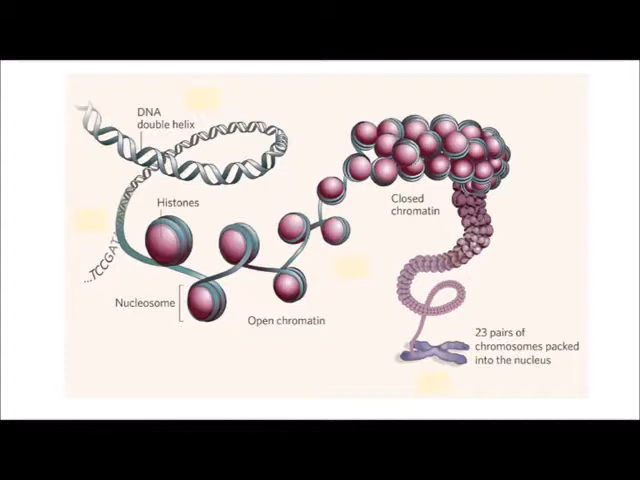 DNA
double helix
Histones
...TCCGAT
Nucleosome
Open chromatin
Closed
chromatin
23 pairs of
chromosomes packed
into the nucleus